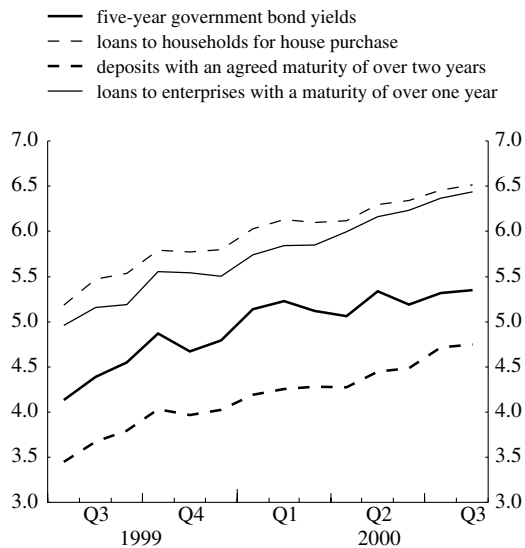 five-year government bond yields
loans to households for house purchase
deposits with an agreed maturity of over two years
loans to enterprises with a maturity of over one year
7.0 7.0
6.5 6.5
6.0 6.0
5.5 5.5
5.0 5.0
4.5 4.5
4.0 4.0
3.5 3.5
3.0 3.0
Q3 Q4 Q1 Q2 Q3
1999 2000